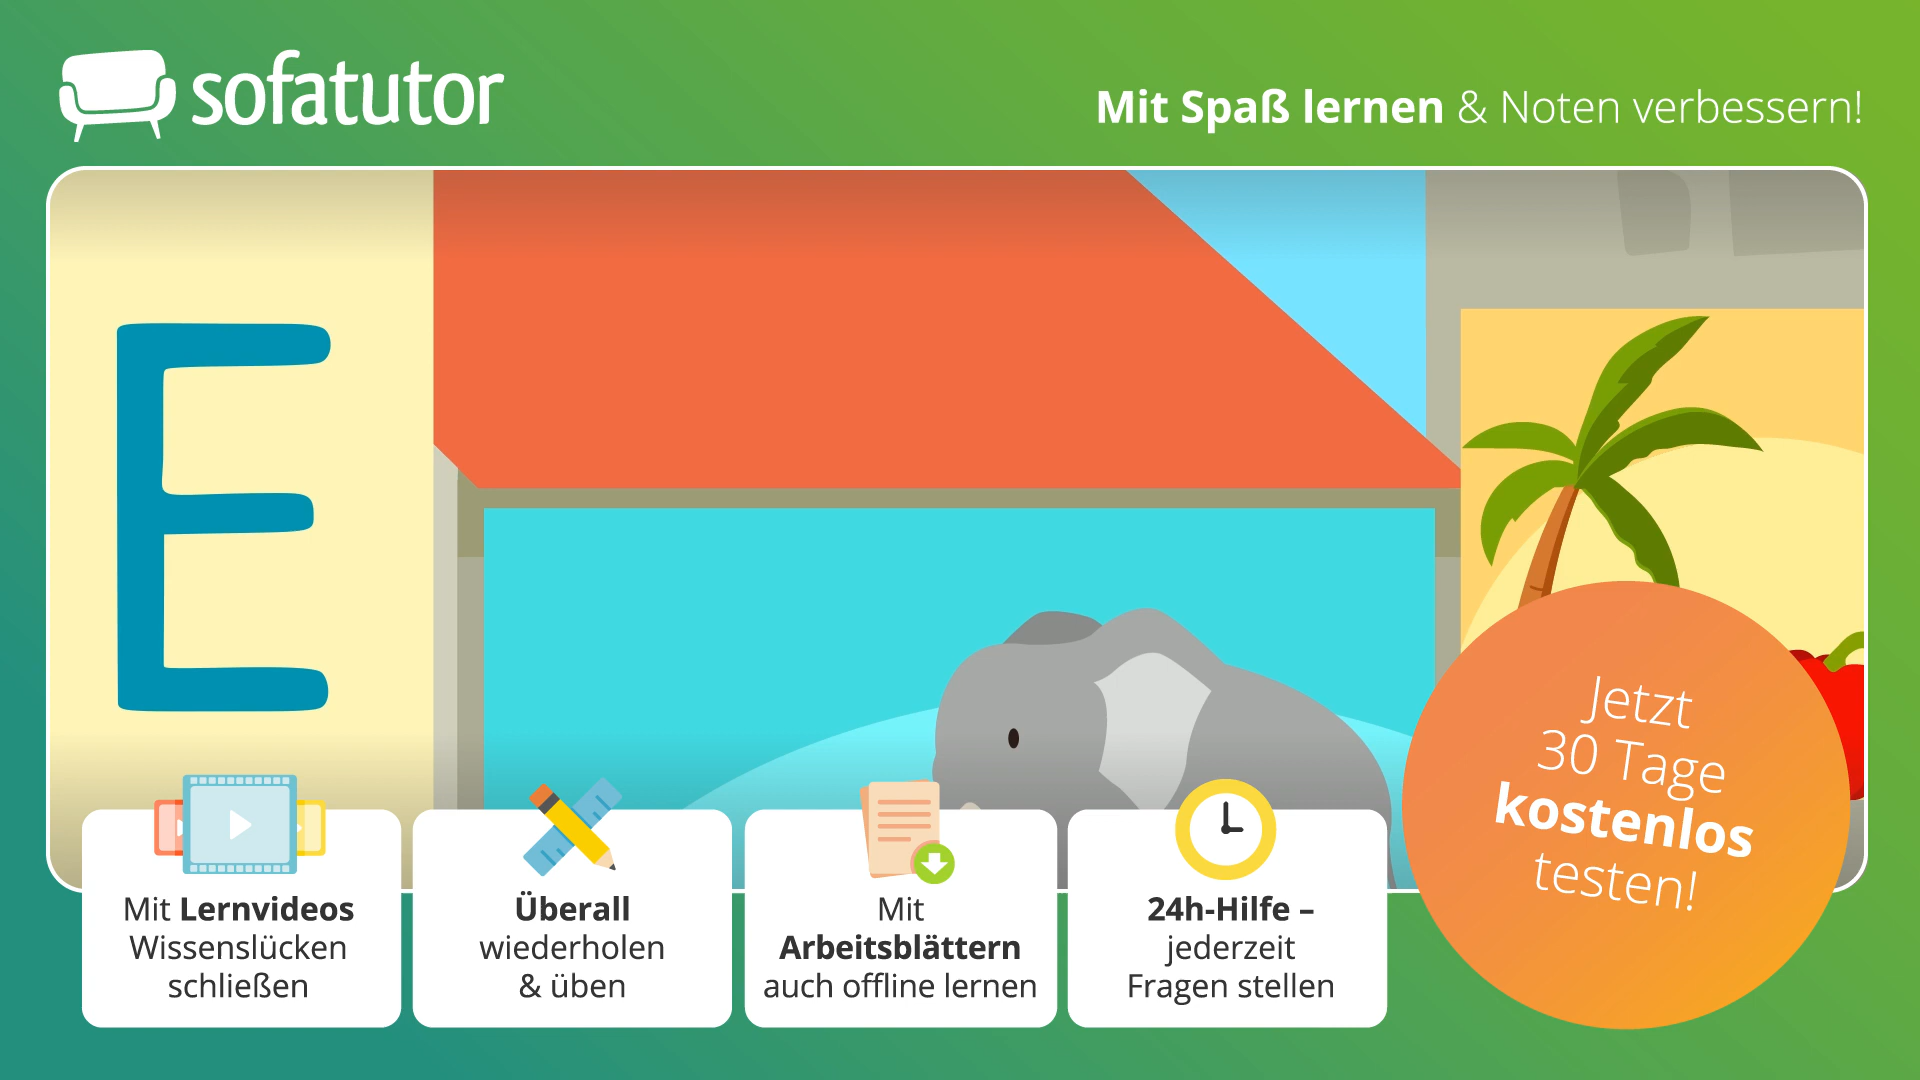 sofatutor
Mit Spaß lernen & Noten verbessern!
E
Mit Lernvideos
Wissenslücken
schließen
Überall
wiederholen
& üben
Mit
Arbeitsblättern
auch offline lernen
24h-Hilfe –
jederzeit
Fragen stellen
Jetzt
30 Tage
kostenlos
testen!